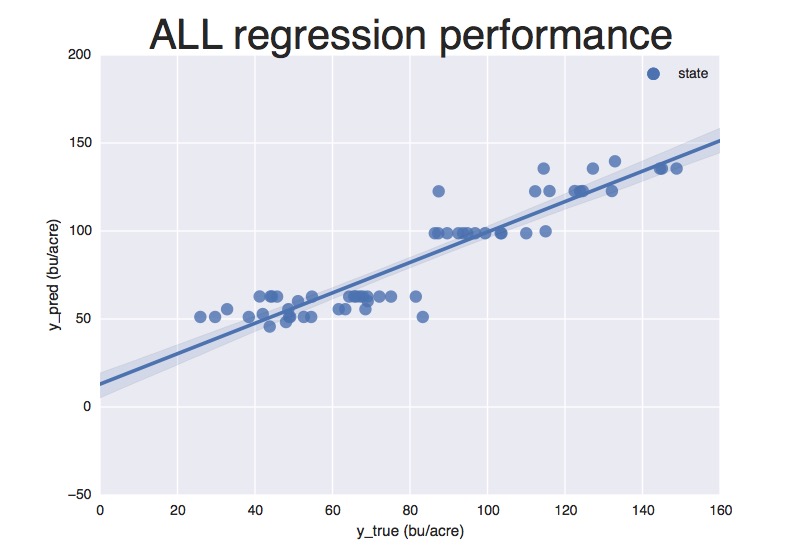 ALL regression performance
200
state
150
100
50
0
−50
y_pred (bu/acre)
0 20 40 60 80 100 120 140 160
y_true (bu/acre)